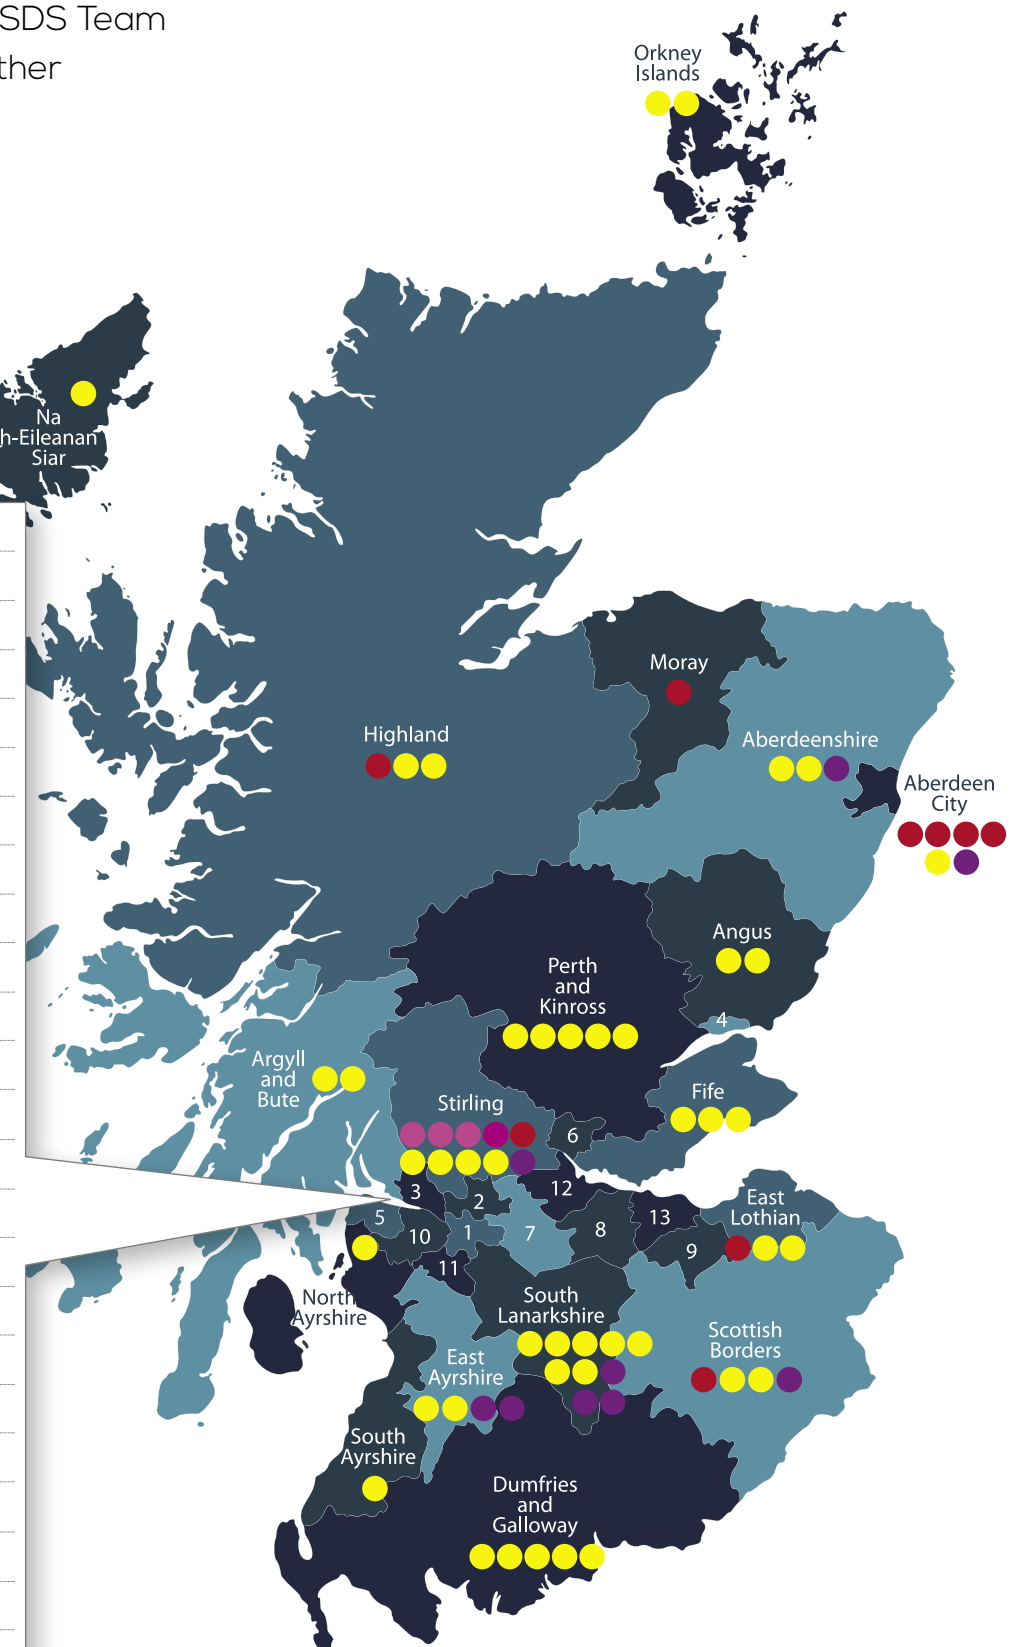 SDS Team
ther
Orkney
Islands
Na
h-Eileanan
Siar
Moray
Highland
Aberdeenshire
Aberdeen
City
Angus
Perth
and
Kinross
4
Argyll
and
Bute
Fife
Stirling
6
3
2
12
5
10
1
7
8
13
East
Lothian
9
11
North
Ayrshire
South
Lanarkshire
Scottish
Borders
East
Ayrshire
South
Ayrshire
Dumfries
and
Galloway